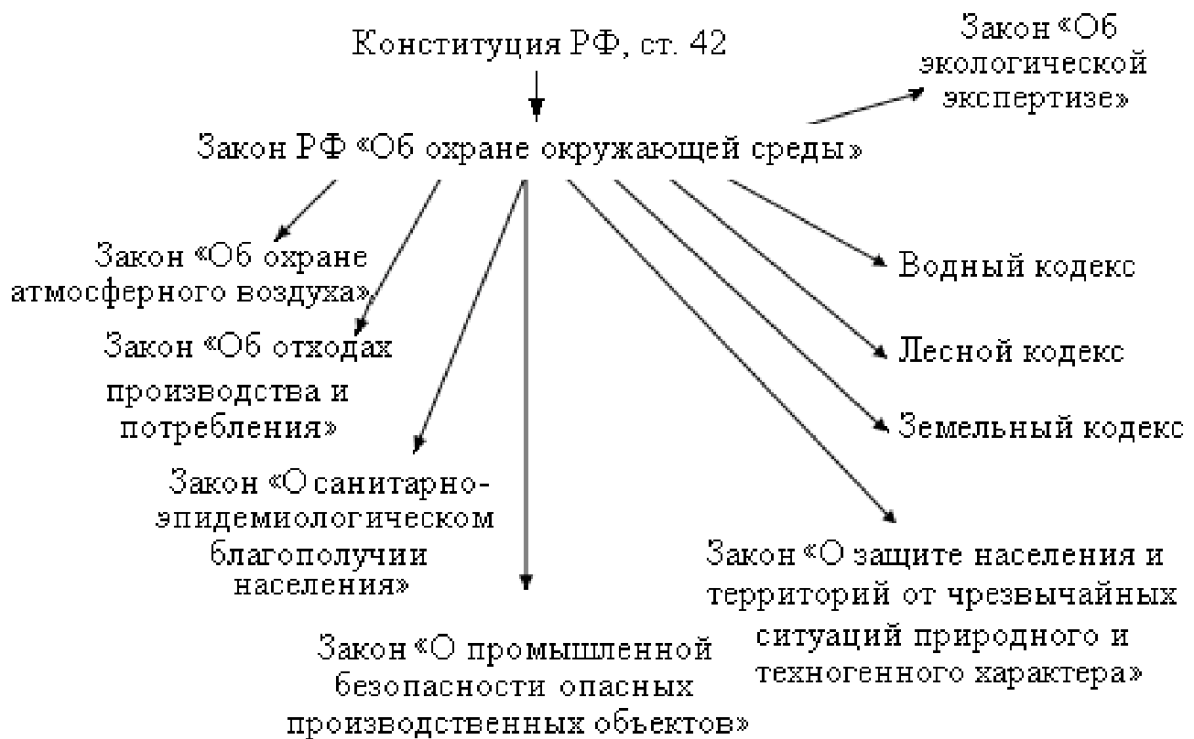 Конституция РФ, ст. 42
Закон «Об
экологической
экспертизе»
Закон РФ «Об охране окружающей среды»
Закон «Об охране
атмосферного воздуха»
Закон «Об отходах
производства и
потребления»
Закон «О санитарно-
эпидемиологическом
благополучии
населения»
Закон «О промышленной
безопасности опасных
производственных объектов»
Водный кодекс
Лесной кодекс
Земельный кодекс
Закон «О защите населения и
территорий от чрезвычайных
ситуаций природного и
техногенного характера»